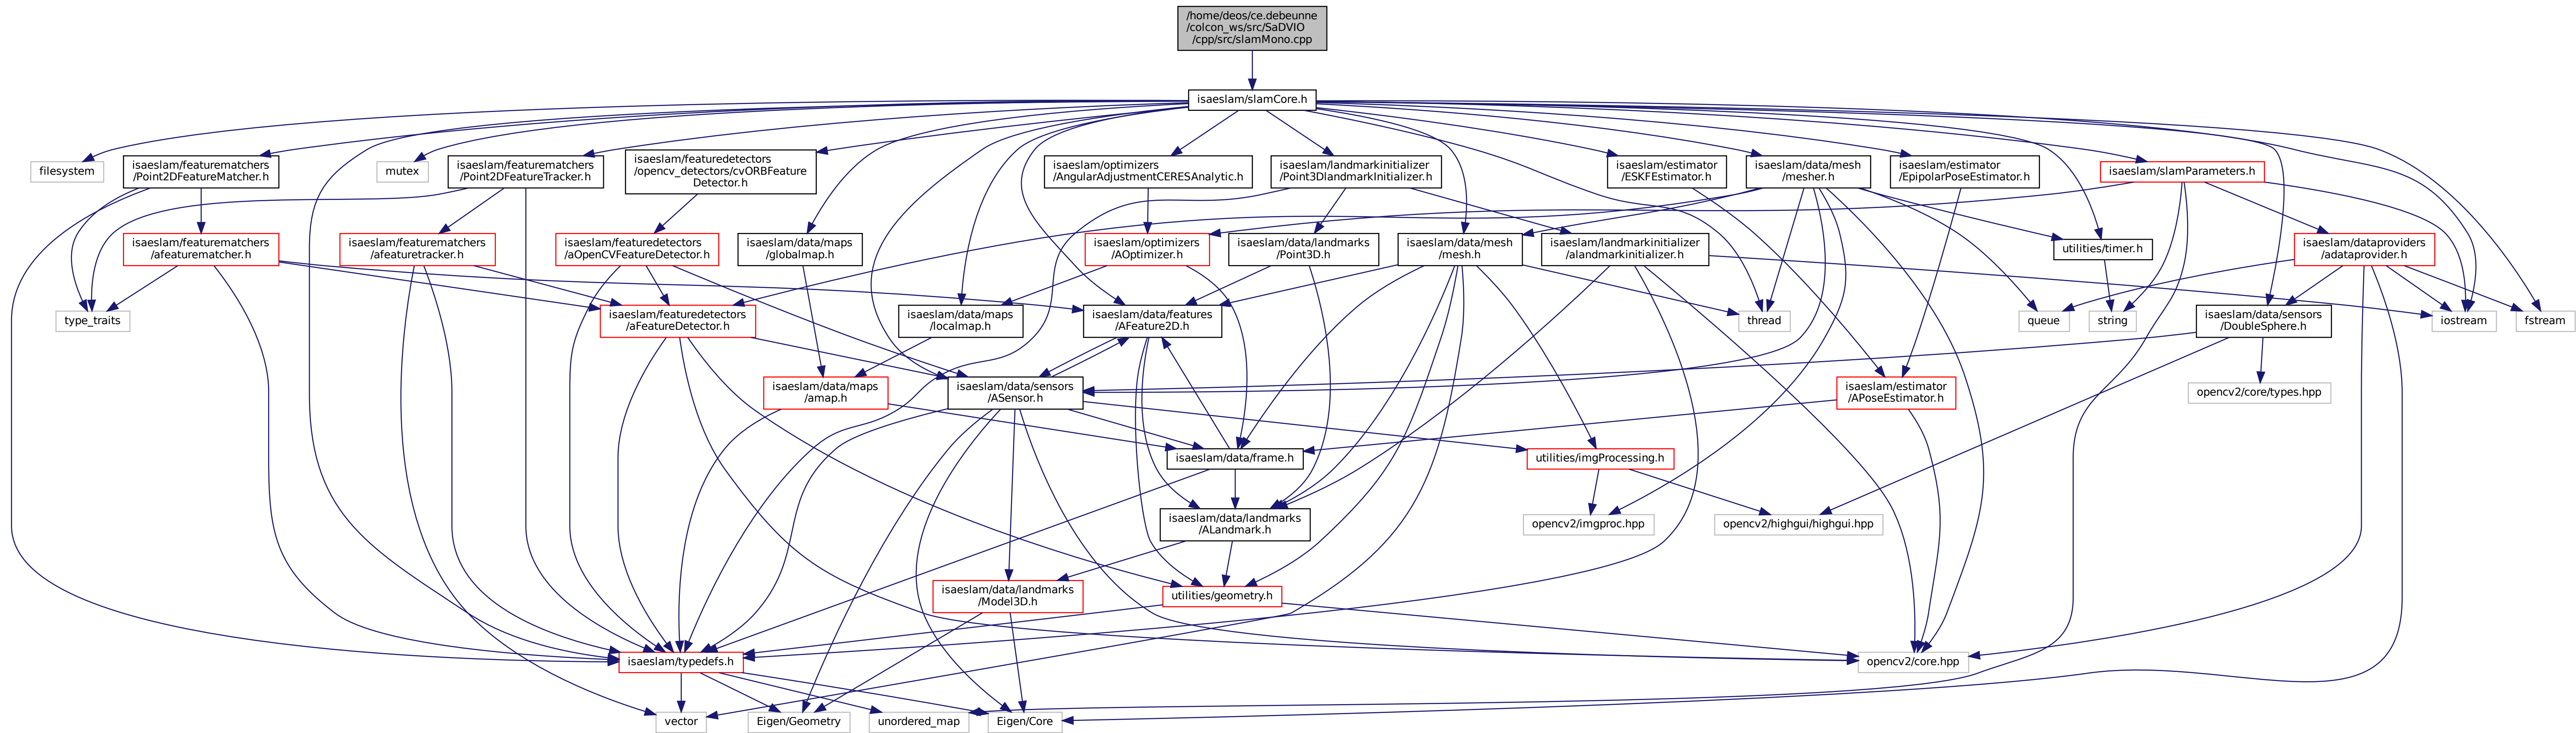 /home/deos/ce.debeunne
/colcon_ws/src/SaDVIO
/cpp/src/slamMono.cpp
isaeslam/slamCore.h
filesystem
isaeslam/featurematchers
/Point2DFeatureMatcher.h
mutex
isaeslam/featurematchers
/Point2DFeatureTracker.h
isaeslam/featuredetectors
/opencv_detectors/cvORBFeature
Detector.h
isaeslam/optimizers
/AngularAdjustmentCERESAnalytic.h
isaeslam/landmarkinitializer
/Point3DlandmarkInitializer.h
isaeslam/estimator
/ESKFEstimator.h
isaeslam/data/mesh
/mesher.h
isaeslam/estimator
/EpipolarPoseEstimator.h
isaeslam/slamParameters.h
isaeslam/featurematchers
/afeaturematcher.h
isaeslam/featurematchers
/afeaturetracker.h
isaeslam/featuredetectors
/aOpenCVFeatureDetector.h
isaeslam/data/maps
/globalmap.h
isaeslam/optimizers
/AOptimizer.h
isaeslam/data/landmarks
/Point3D.h
isaeslam/data/mesh
/mesh.h
isaeslam/landmarkinitializer
/alandmarkinitializer.h
utilities/timer.h
isaeslam/dataproviders
/adataprovider.h
type_traits
isaeslam/featuredetectors
/aFeatureDetector.h
isaeslam/data/maps
/localmap.h
isaeslam/data/features
/AFeature2D.h
thread
queue
string
isaeslam/data/sensors
/DoubleSphere.h
iostream
fstream
isaeslam/data/maps
/amap.h
isaeslam/data/sensors
/ASensor.h
isaeslam/estimator
/APoseEstimator.h
opencv2/core/types.hpp
isaeslam/data/frame.h
utilities/imgProcessing.h
isaeslam/data/landmarks
/ALandmark.h
opencv2/imgproc.hpp
opencv2/highgui/highgui.hpp
isaeslam/data/landmarks
/Model3D.h
utilities/geometry.h
isaeslam/typedefs.h
opencv2/core.hpp
vector
Eigen/Geometry
unordered_map
Eigen/Core